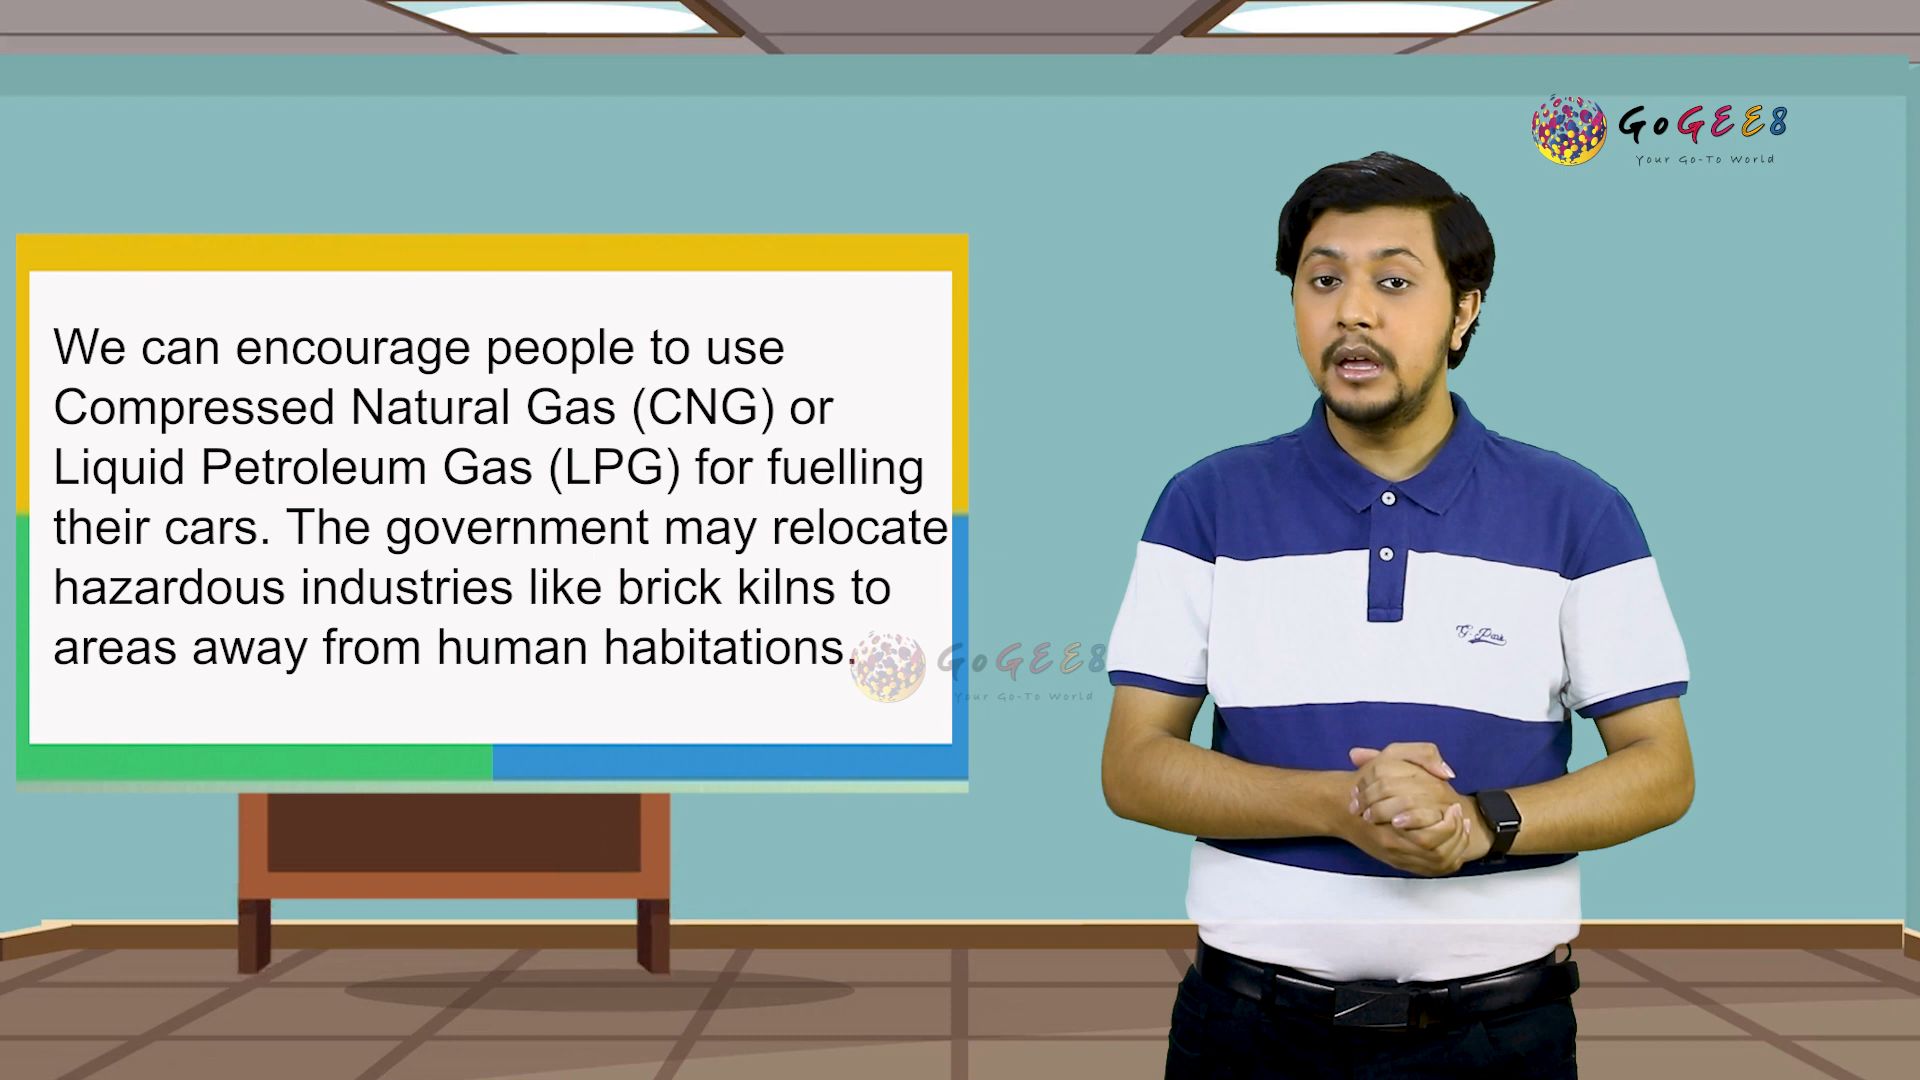 GoGEE8
Your Go-To World
We can encourage people to use
Compressed Natural Gas (CNG) or
Liquid Petroleum Gas (LPG) for fuelling
their cars. The government may relocate
hazardous industries like brick kilns to
areas away from human habitations.
GoGEE8
Your Go-To World